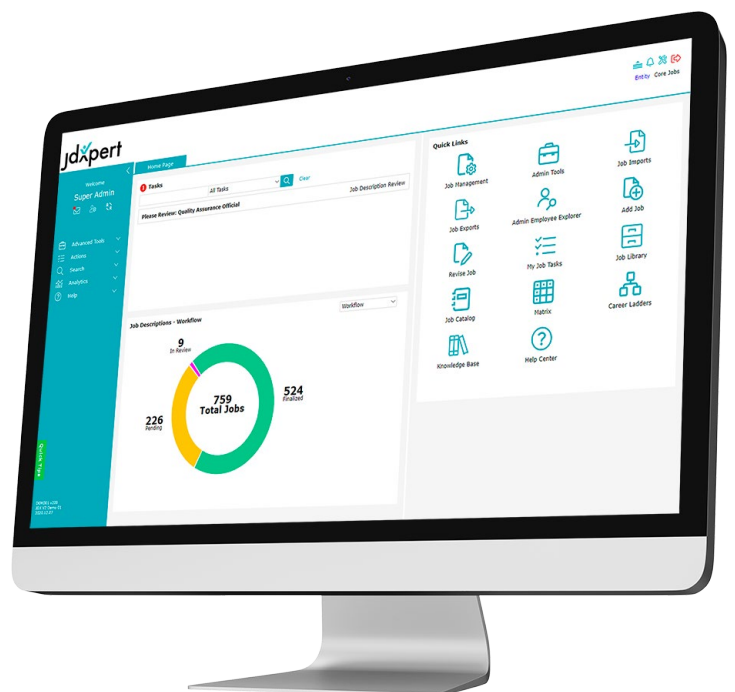 jdxpert
Entity Core Jobs
Welcome
Super Admin
Advanced Tools
Actions
Search
Analytics
Help
Quick Tips
Home Page
Tasks
All Tasks
Clear
Job Description Review
Please Review: Quality Assurance Official
Job Descriptions - Workflow
Workflow
9
In Review
226
Pending
759
Total Jobs
524
Finalized
Quick Links
Job Management
Admin Tools
Job Imports
Job Exports
Admin Employee Explorer
Add Job
Revise Job
My Job Tasks
Job Library
Job Catalog
Matrix
Career Ladders
Knowledge Base
Help Center